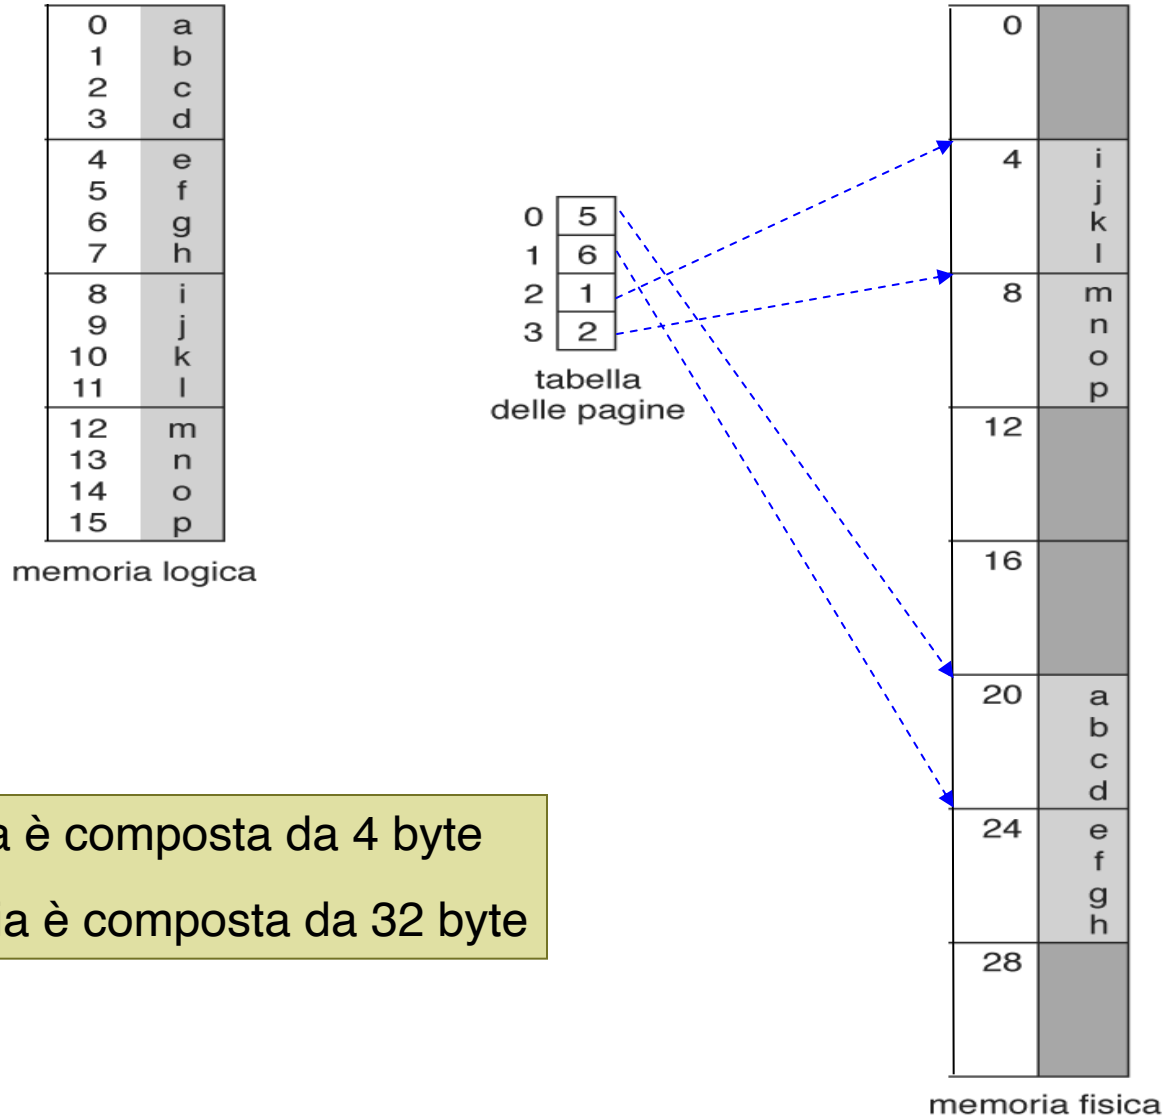 0 a
1 b
2 c
3 d
4 e
5 f
6 g
7 h
8 i
9 j
10 k
11 l
12 m
13 n
14 o
15 p
memoria logica
0 5
1 6
2 1
3 2
tabella
delle pagine
0
4 i
j
k
l
8 m
n
o
p
12
16
20 a
b
c
d
24 e
f
g
h
28
memoria fisica
è composta da 4 byte
è composta da 32 byte